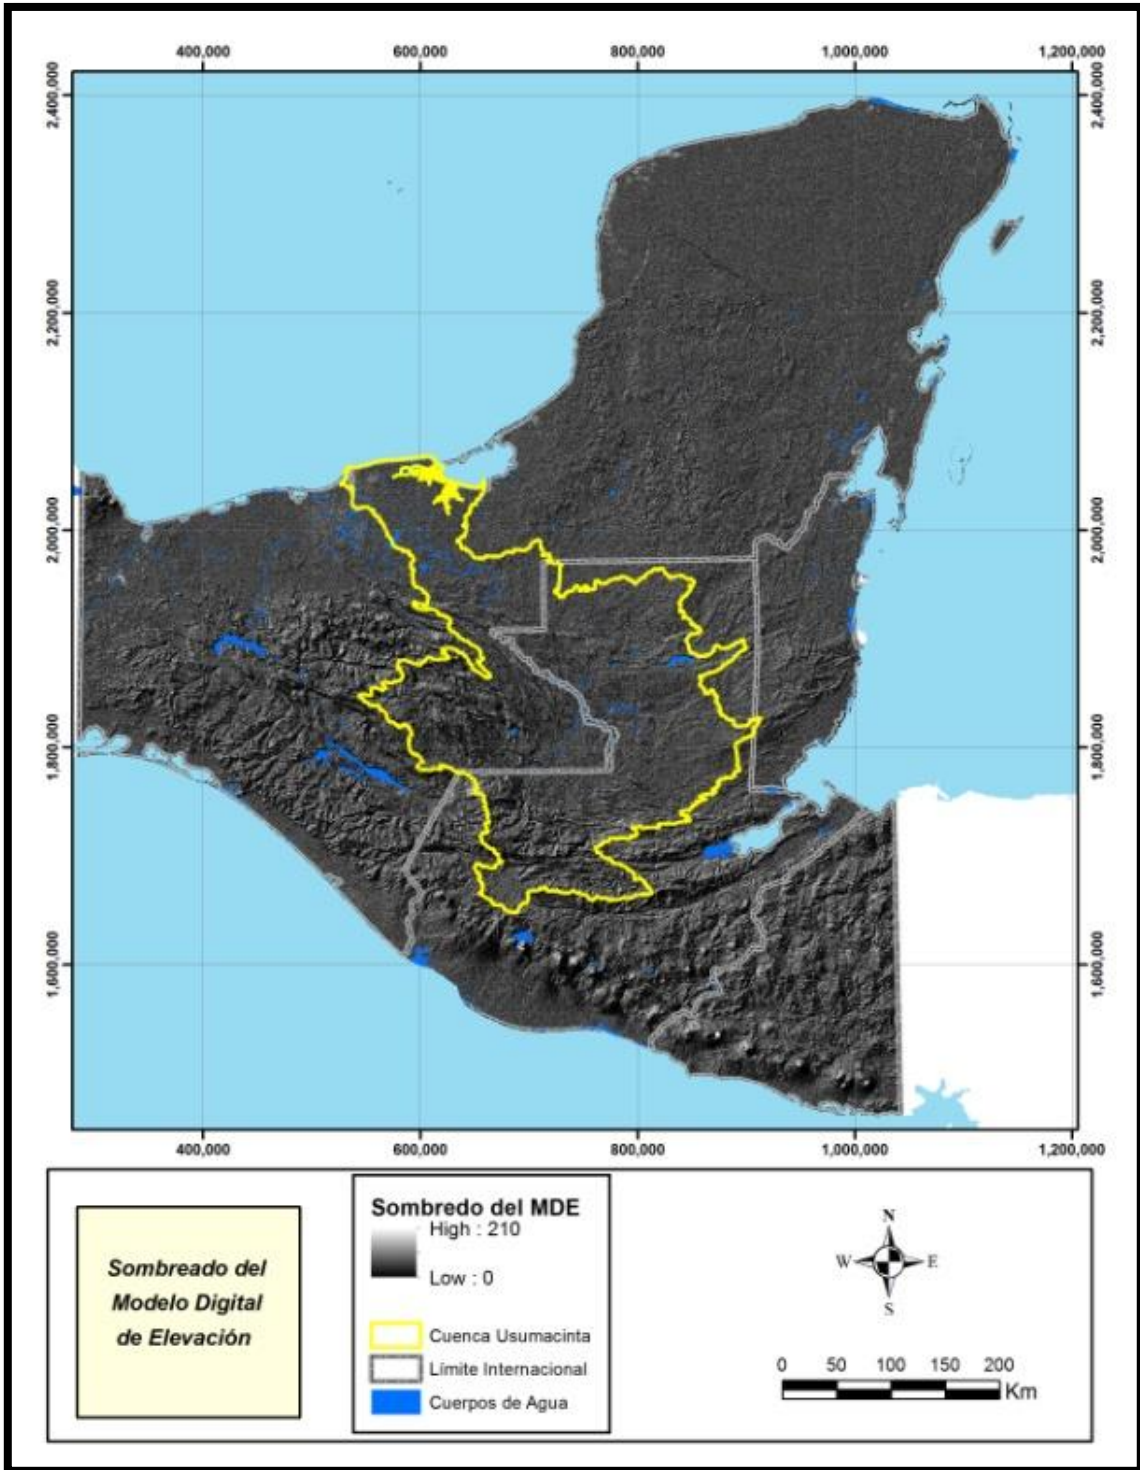 400,000 600,000 800,000 1,000,000 1,200,000
2,400,000 2,400,000
2,200,000 2,200,000
2,000,000 2,000,000
1,800,000 1,800,000
1,600,000 1,600,000
400,000 600,000 800,000 1,000,000 1,200,000
Sombreado del
Modelo Digital
de Elevación
Sombredo del MDE
High : 210
Low : 0
Cuenca Usumacinta
Límite Internacional
Cuerpos de Agua
N
W E
S
0 50 100 150 200
Km